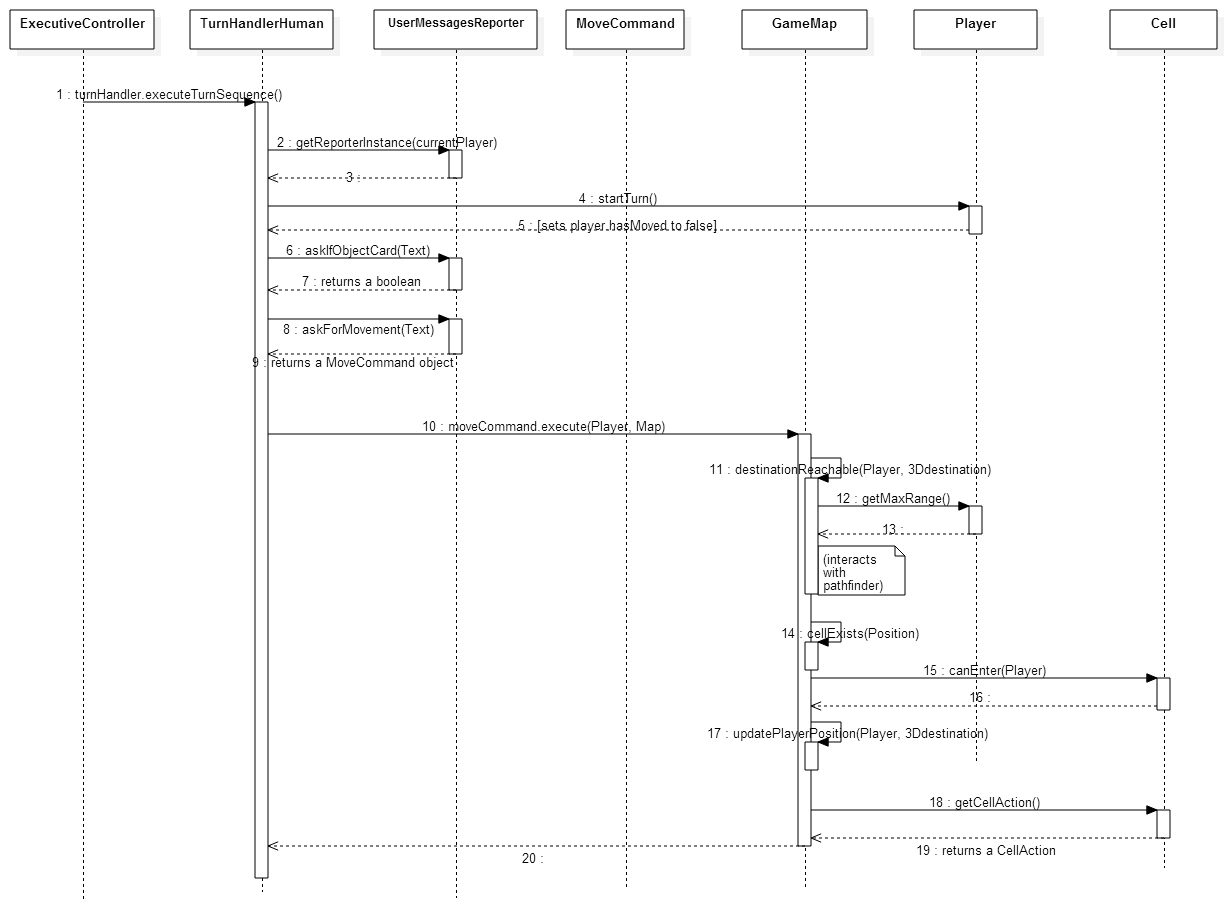 ExecutiveController
TurnHandlerHuman
UserMessagesReporter
MoveCommand
GameMap
Player
Cell
1 : turnHandler.executeTurnSequence()
2 : getReporterInstance(currentPlayer)
3 :
4 : startTurn()
5 : [sets player.hasMoved to false]
6 : askIfObjectCard(Text)
7 : returns a boolean
8 : askForMovement(Text)
9 : returns a MoveCommand object
10 : moveCommand.execute(Player, Map)
11 : destinationReachable(Player, 3Ddestination)
12 : getMaxRange()
13 :
(interacts
with
pathfinder)
14 : cellExists(Position)
15 : canEnter(Player)
16 :
17 : updatePlayerPosition(Player, 3Ddestination)
18 : getCellAction()
19 : returns a CellAction
20 :